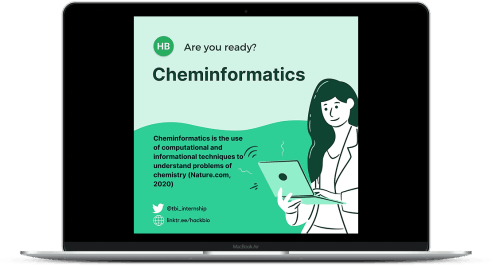 HB
Are you ready?
Cheminformatics
Cheminformatics is the use
of computational and
informational techniques to
understand problems of
chemistry (Nature.com,
2020)
@tbi_internship
linktr.ee/hackbio
MacBook Air